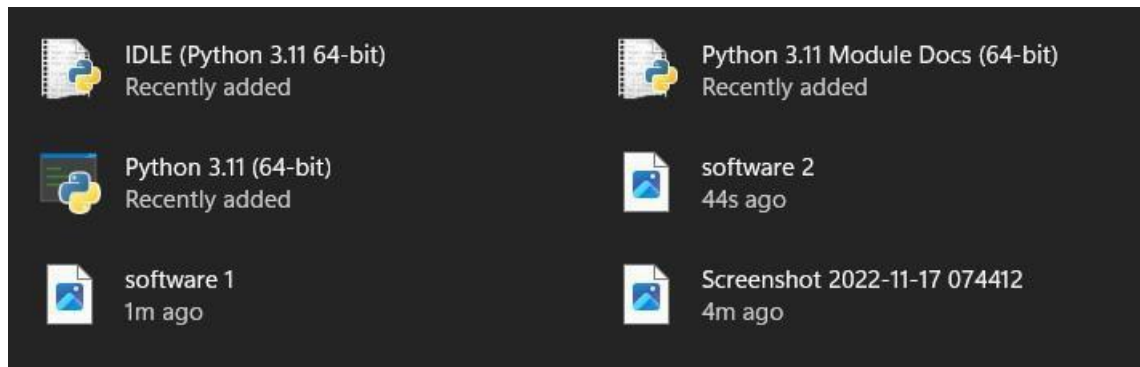 IDLE (Python 3.11 64-bit)
Recently added
Python 3.11 Module Docs (64-bit)
Recently added
Python 3.11 (64-bit)
Recently added
software 2
44s ago
software 1
1m ago
Screenshot 2022-11-17 074412
4m ago